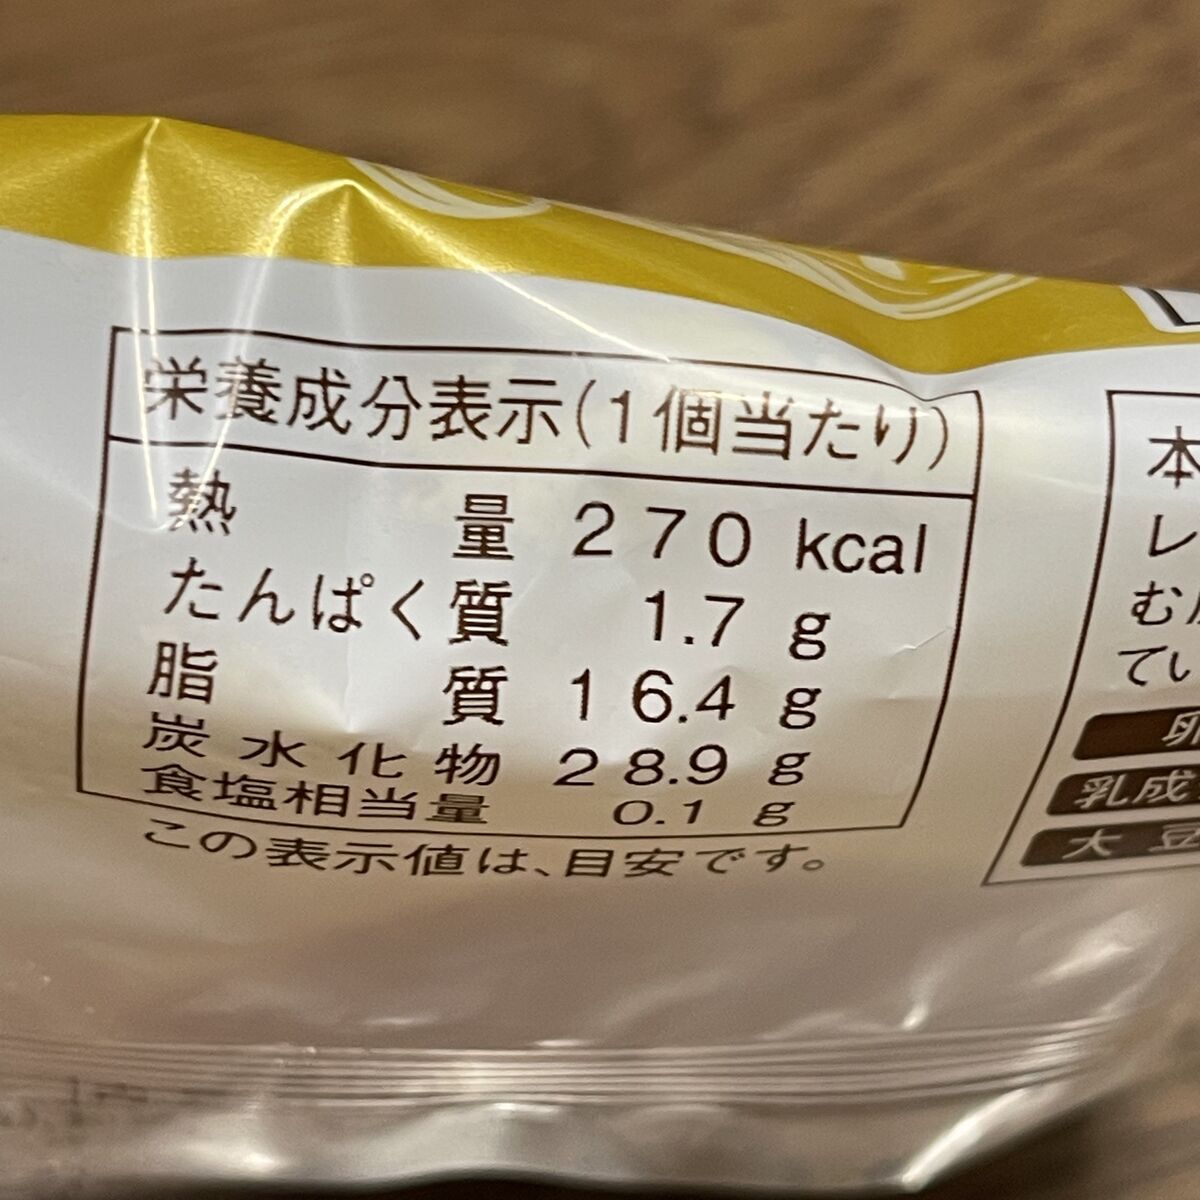 栄養成分表示(1個当たり)
熱量 270 kcal
たんぱく質 1.7 g
脂質 16.4 g
炭水化物 28.9 g
食塩相当量 0.1 g
この表示値は、目安です。
本
レ
む
てい
卵
乳成
大豆